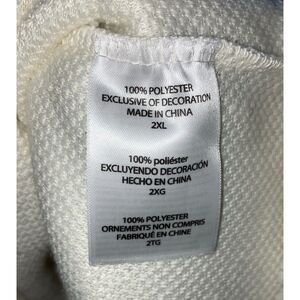 100% POLYESTER
EXCLUSIVE OF DECORATION
MADE IN CHINA
2XL
100% poliéster
EXCLUYENDO DECORACIÓN
HECHO EN CHINA
2XG
100% POLYESTER
ORNEMENTS NON COMPRIS
FABRIQUÉ EN CHINE
2TG